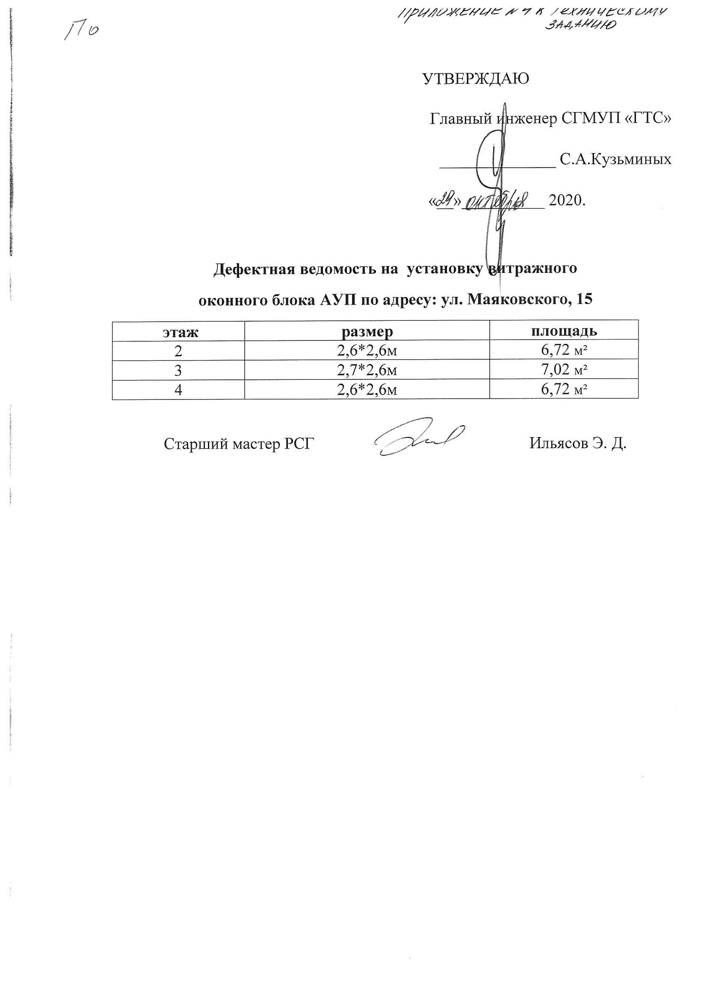 Приложение N 4 к Техническому
заданию
По
УТВЕРЖДАЮ
Главный инженер СГМУП «ГТС»
С.А.Кузьминых
«29» октября 2020.
Дефектная ведомость на установку витражного
оконного блока АУП по адресу: ул. Маяковского, 15
этаж размер площадь
2 2,6*2,6м 6,72 м²
3 2,7*2,6м 7,02 м²
4 2,6*2,6м 6,72 м²
Старший мастер РСГ Ильясов Э. Д.